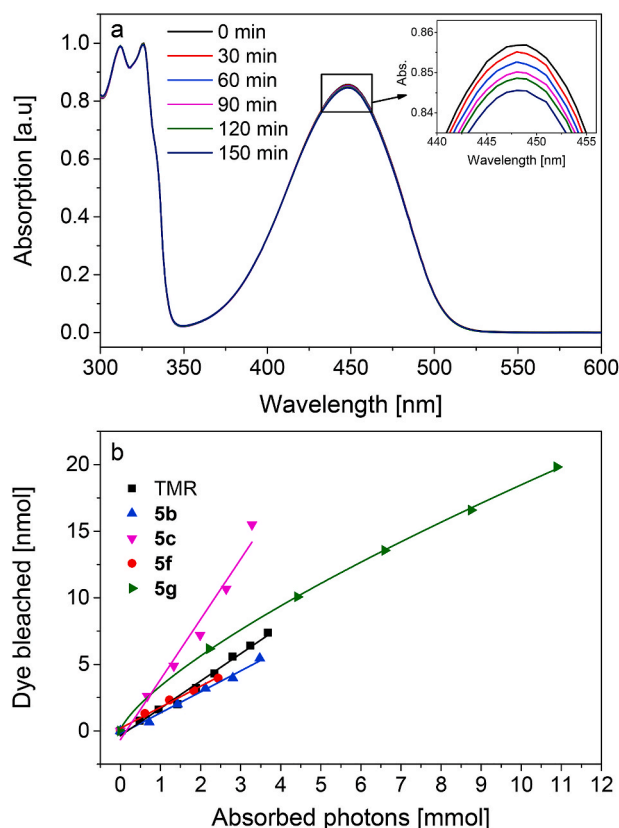 a
0 min
30 min
60 min
90 min
120 min
150 min
Absorption [a.u]
1.0
0.8
0.6
0.4
0.2
0.0
300
350
400
450
500
550
600
Wavelength [nm]
Abs.
0.86
0.85
0.84
440
445
450
455
Wavelength [nm]
b
TMR
5b
5c
5f
5g
Dye bleached [nmol]
20
15
10
5
0
0 1 2 3 4 5 6 7 8 9 10 11 12
Absorbed photons [mmol]